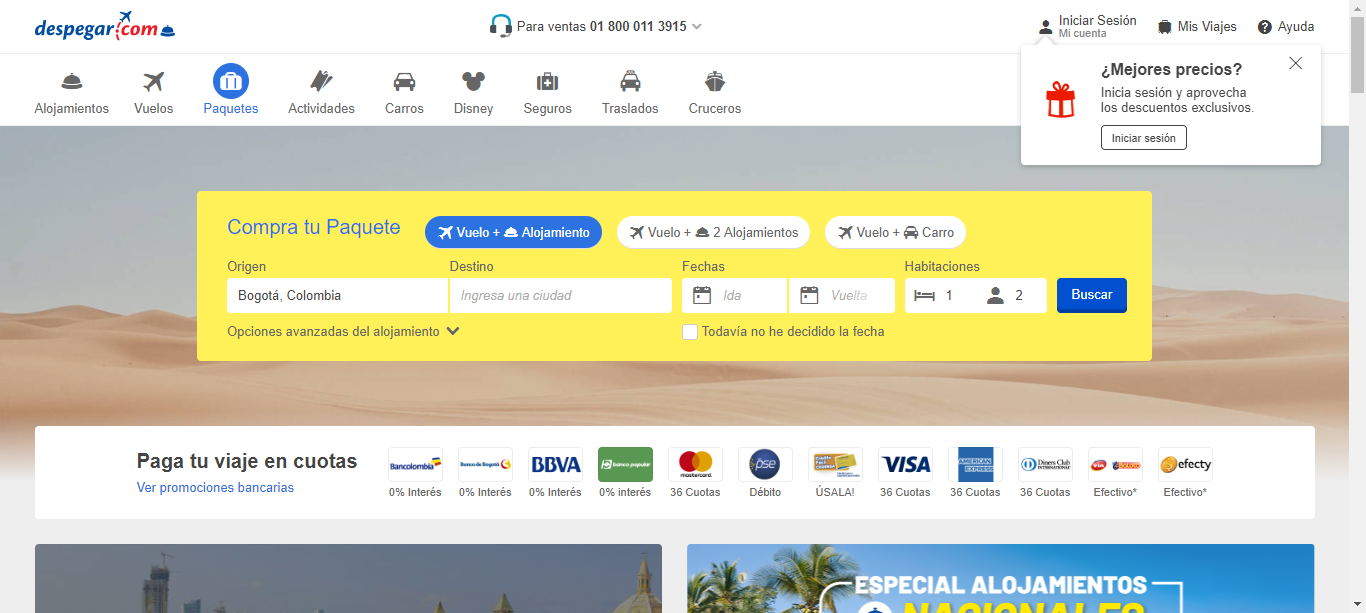 despegar.com
Para ventas 01 800 011 3915
Iniciar Sesión
Mi cuenta
Mis Viajes
Ayuda
Alojamientos
Vuelos
Paquetes
Actividades
Carros
Disney
Seguros
Traslados
Cruceros
¿Mejores precios?
Inicia sesión y aprovecha
los descuentos exclusivos.
Iniciar sesión
Compra tu Paquete
Vuelo + Alojamiento
Vuelo + 2 Alojamientos
Vuelo + Carro
Origen
Destino
Fechas
Habitaciones
Bogotá, Colombia
Ingresa una ciudad
Ida
Vuelta
1
2
Buscar
Opciones avanzadas del alojamiento
Todavía no he decidido la fecha
Paga tu viaje en cuotas
Ver promociones bancarias
Bancolombia
0% Interés
Banco de Bogotá
0% Interés
BBVA
0% Interés
banco popular
0% interés
mastercard
36 Cuotas
pse
Débito
ÚSALA!
VISA
36 Cuotas
AMERICAN EXPRESS
36 Cuotas
Diners Club
INTERNATIONAL
36 Cuotas
Efectivo*
efecty
Efectivo*
ESPECIAL ALOJAMIENTOS
NACIONALES